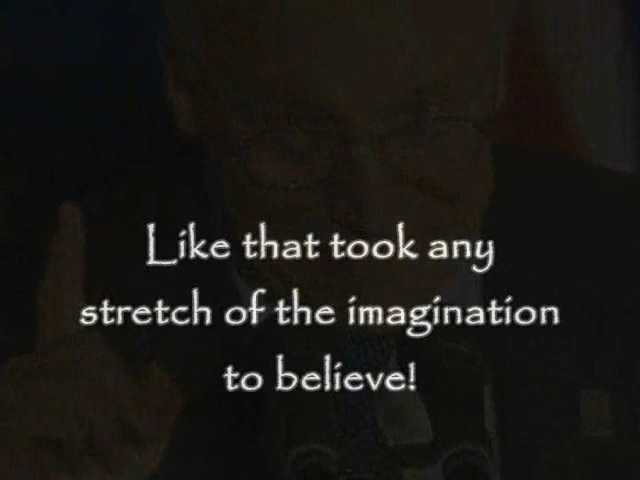 Like that took any
stretch of the imagination
to believe!